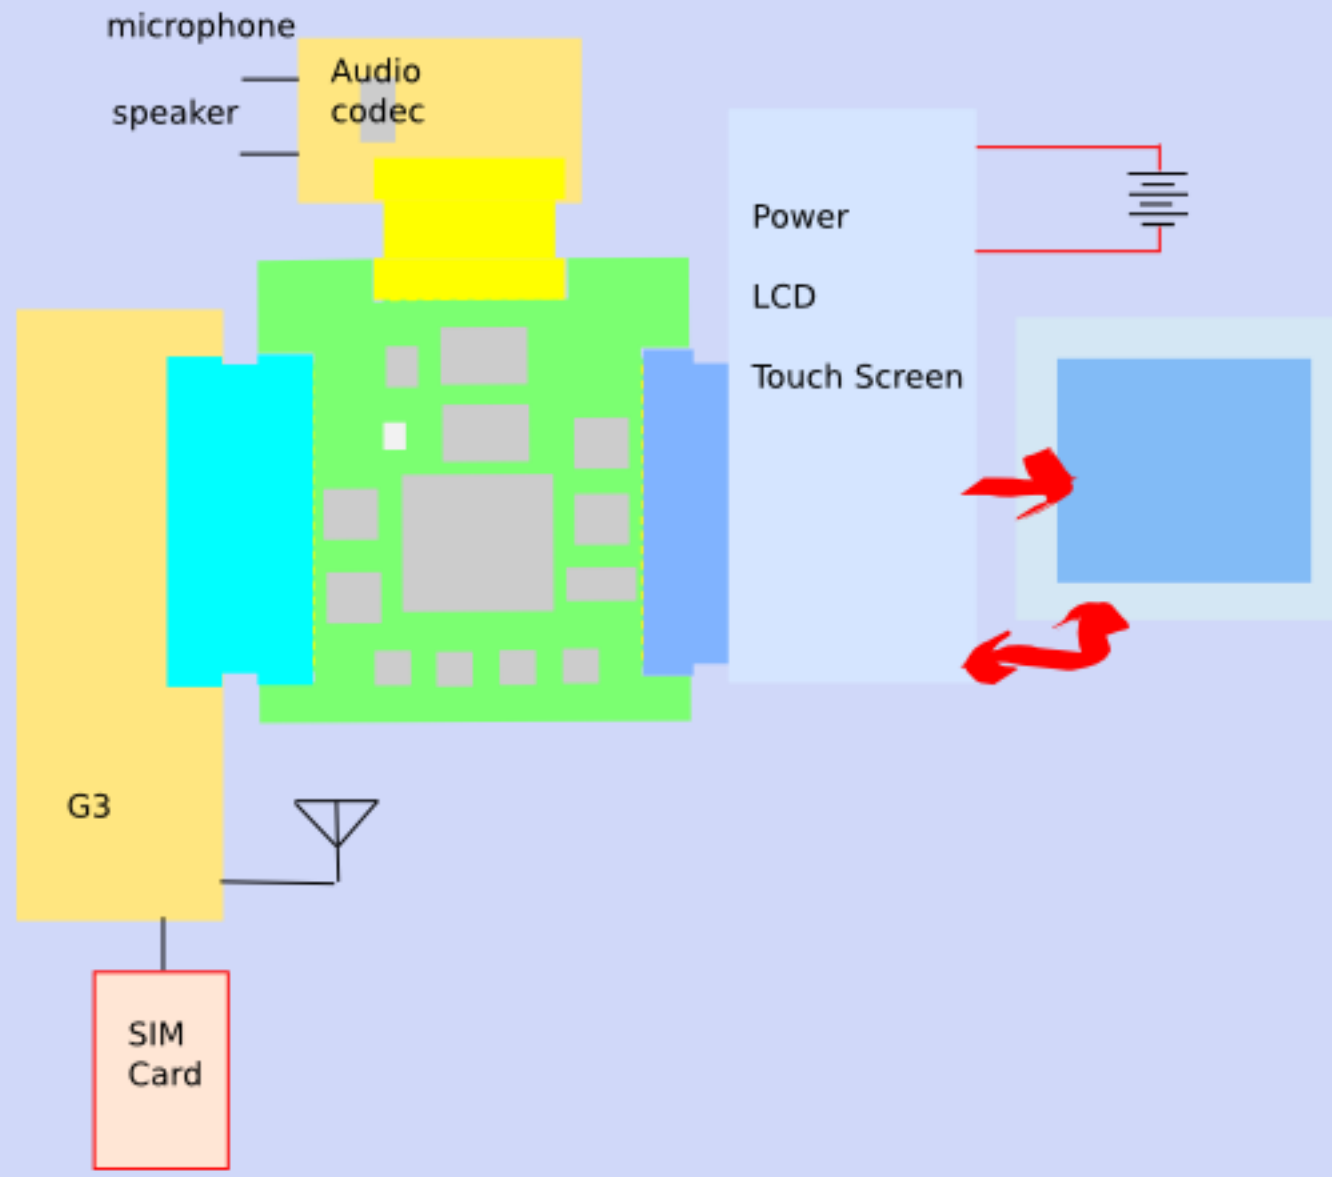 microphone
Audio
codec
speaker
Power
LCD
Touch Screen
G3
SIM
Card